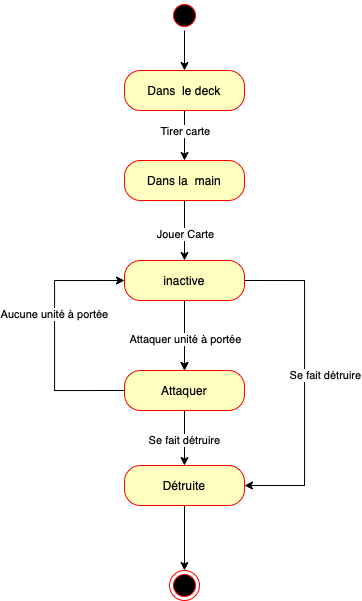 Dans le deck
Tirer carte
Dans la main
Jouer Carte
inactive
Aucune unité à portée
Attaquer unité à portée
Se fait détruire
Attaquer
Se fait détruire
Détruite